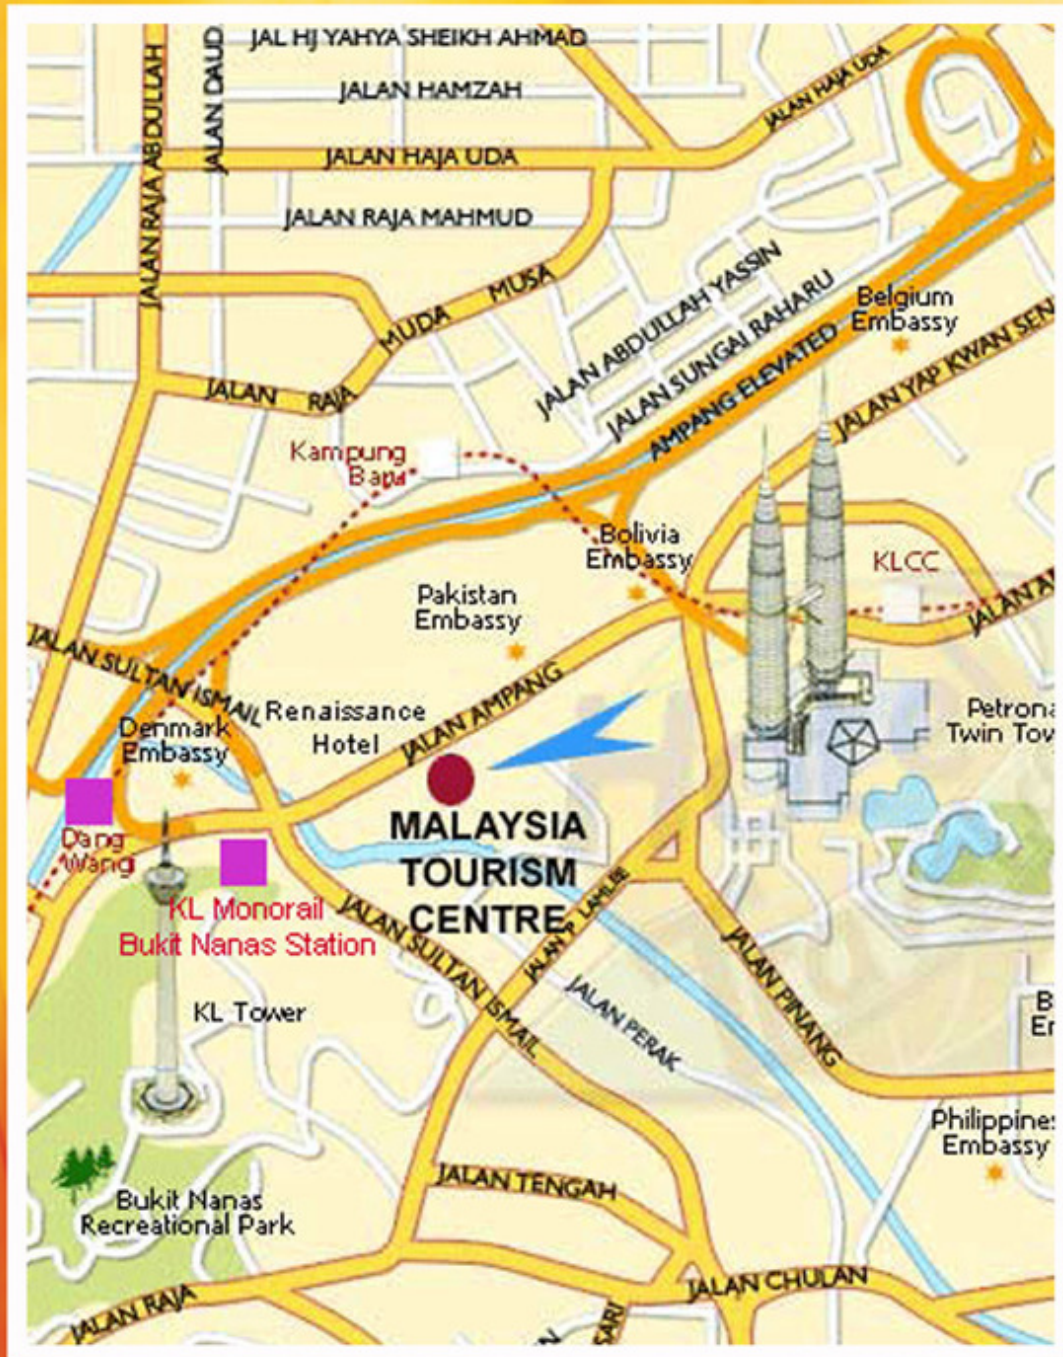 JAL HJ YAHYA SHEIKH AHMAD
JALAN DAUD
JALAN RAJA ABDULLAH
JALAN HAMZAH
JALAN HAJA UDA
JALAN HAJA UDA
JALAN RAJA MAHMUD
JALAN RAJA MUDA MUSA
JALAN ABDULLAH YASSIN
JALAN SUNGAI RAHARU
AMPANG ELEVATED
Belgium
Embassy
JALAN YAP KWAN SEN
Kampung
Baru
Bolivia
Embassy
KLCC
Pakistan
Embassy
JALAN A
JALAN SULTAN ISMAIL
Denmark
Embassy
Renaissance
Hotel
JALAN AMPANG
Petrona
Twin Tow
MALAYSIA
TOURISM
CENTRE
Dang
Wangi
KL Monorail
Bukit Nanas Station
JALAN SULTAN ISMAIL
JALAN P. LAMLEE
JALAN PERAK
JALAN PINANG
KL Tower
B
Er
Philippine
Embassy
JALAN TENGAH
Bukit Nanas
Recreational Park
JALAN RAJA
JALAN CHULAN
SARI